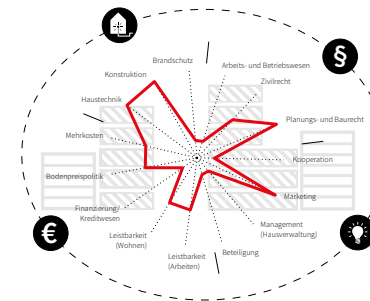 §
Brandschutz
Arbeits- und Betriebswesen
Konstruktion
Zivilrecht
Haustechnik
Planungs- und Baurecht
Mehrkosten
Kooperation
Bodenpreispolitik
Marketing
Finanzierung/
Kreditwesen
Management
(Hausverwaltung)
€
Leistbarkeit
(Wohnen)
Beteiligung
Leistbarkeit
(Arbeiten)